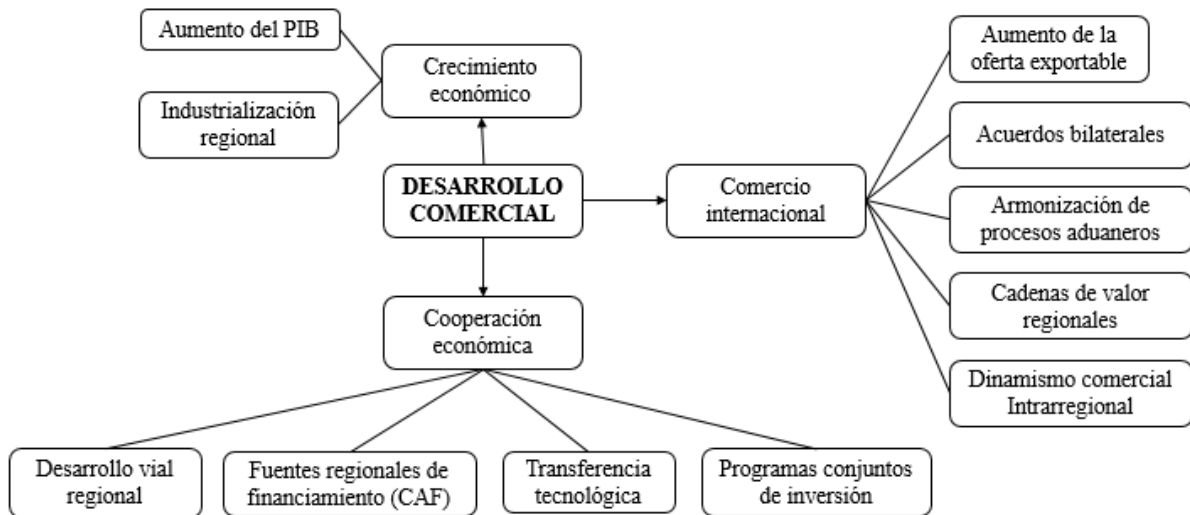 Aumento del PIB
Industrialización
regional
Crecimiento
económico
DESARROLLO
COMERCIAL
Comercio
internacional
Aumento de la
oferta exportable
Acuerdos bilaterales
Armonización de
procesos aduaneros
Cadenas de valor
regionales
Dinamismo comercial
Intrarregional
Cooperación
económica
Desarrollo vial
regional
Fuentes regionales de
financiamiento (CAF)
Transferencia
tecnológica
Programas conjuntos
de inversión